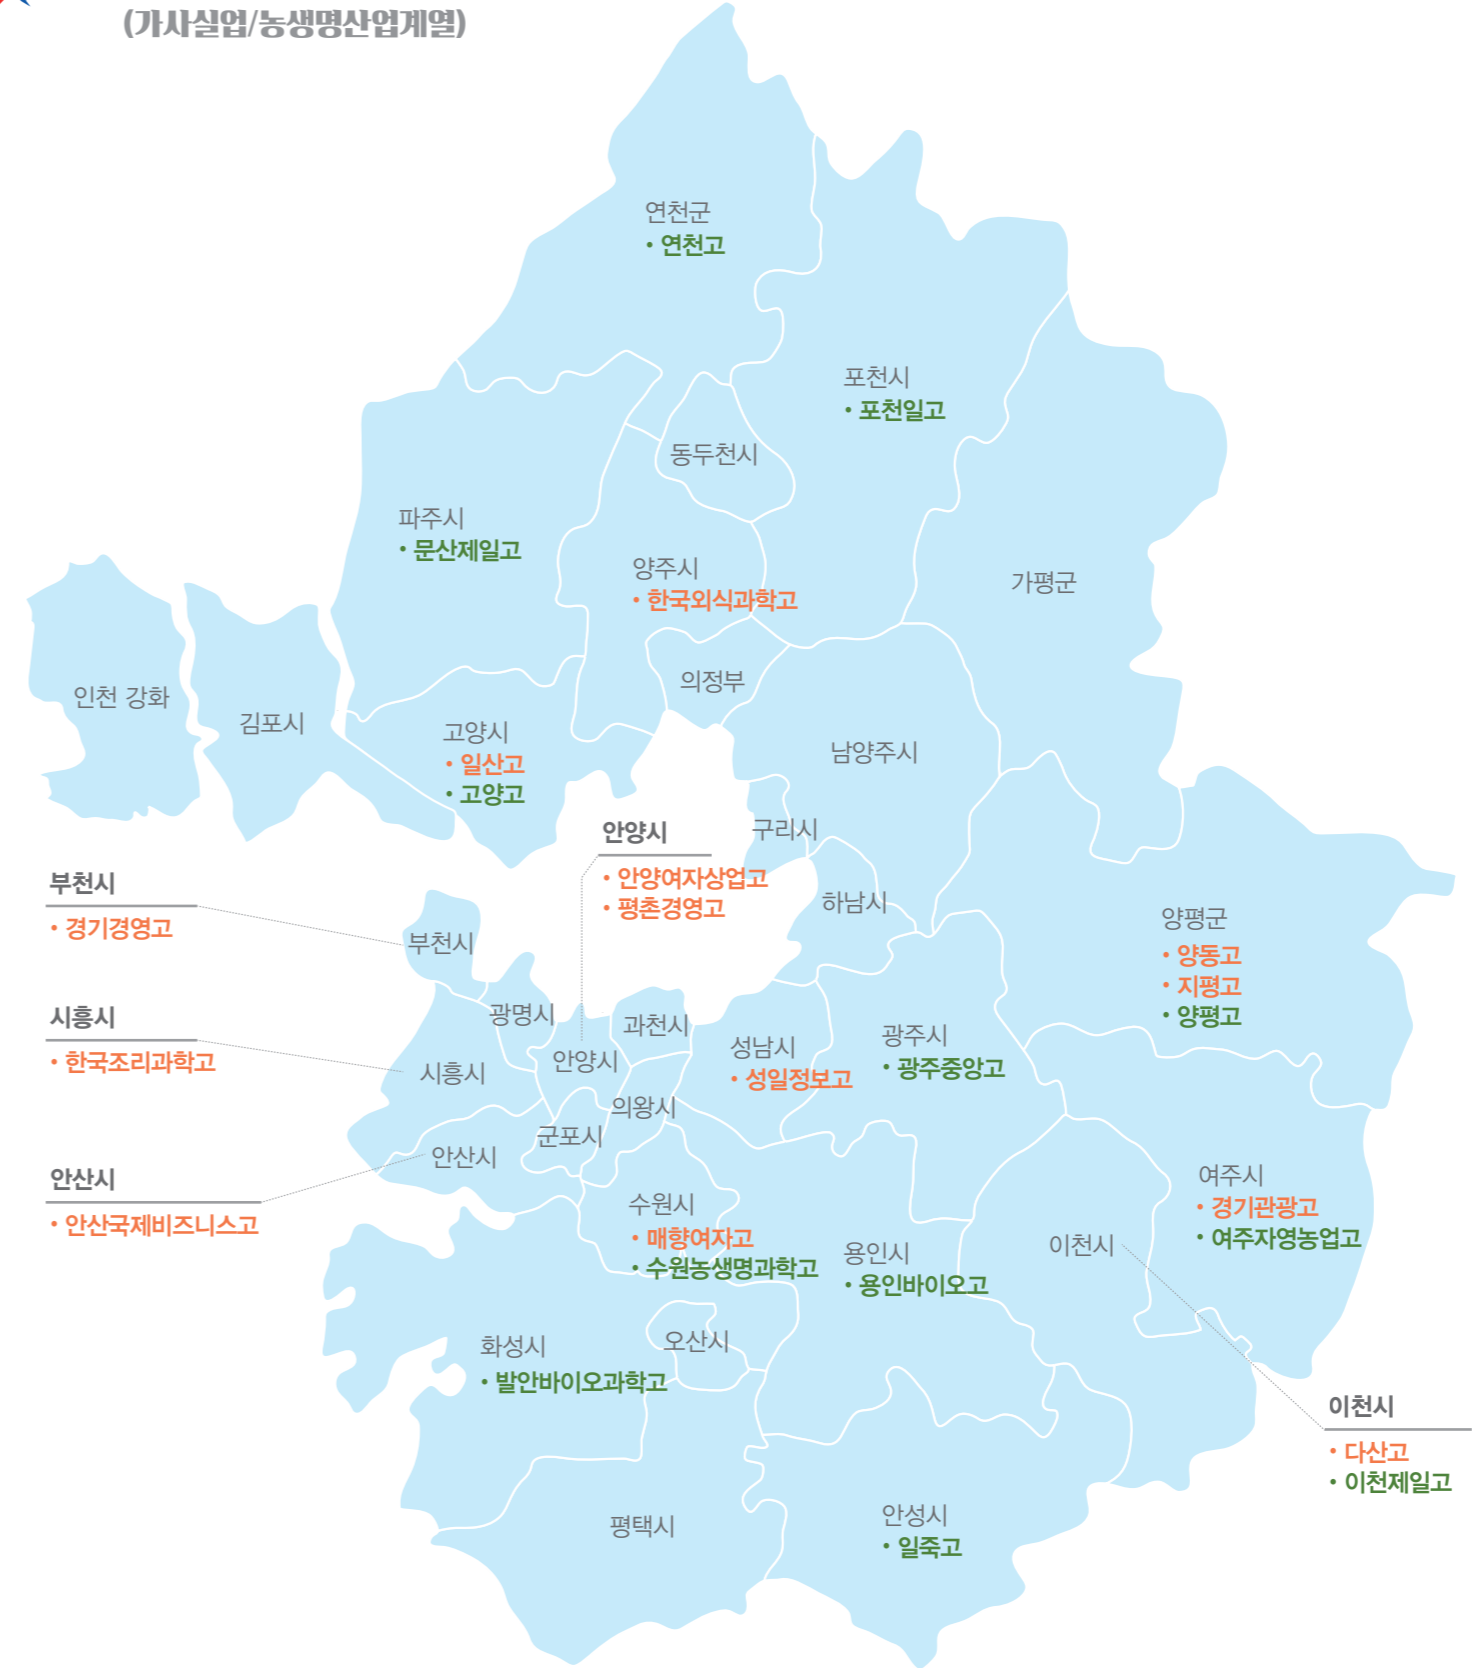 (가사실업/농생명산업계열)
연천군
• 연천고
포천시
• 포천일고
동두천시
파주시
• 문산제일고
양주시
• 한국외식과학고
가평군
의정부
인천 강화
김포시
고양시
• 일산고
• 고양고
남양주시
구리시
안양시
• 안양여자상업고
• 평촌경영고
부천시
• 경기경영고
부천시
하남시
양평군
• 양동고
• 지평고
• 양평고
시흥시
• 한국조리과학고
광명시
과천시
안양시
시흥시
성남시
• 성일정보고
광주시
• 광주중앙고
의왕시
군포시
안산시
안산시
• 안산국제비즈니스고
수원시
• 매향여자고
• 수원농생명과학고
용인시
• 용인바이오고
이천시
여주시
• 경기관광고
• 여주자영농업고
화성시
• 발안바이오과학고
오산시
이천시
• 다산고
• 이천제일고
평택시
안성시
• 일죽고